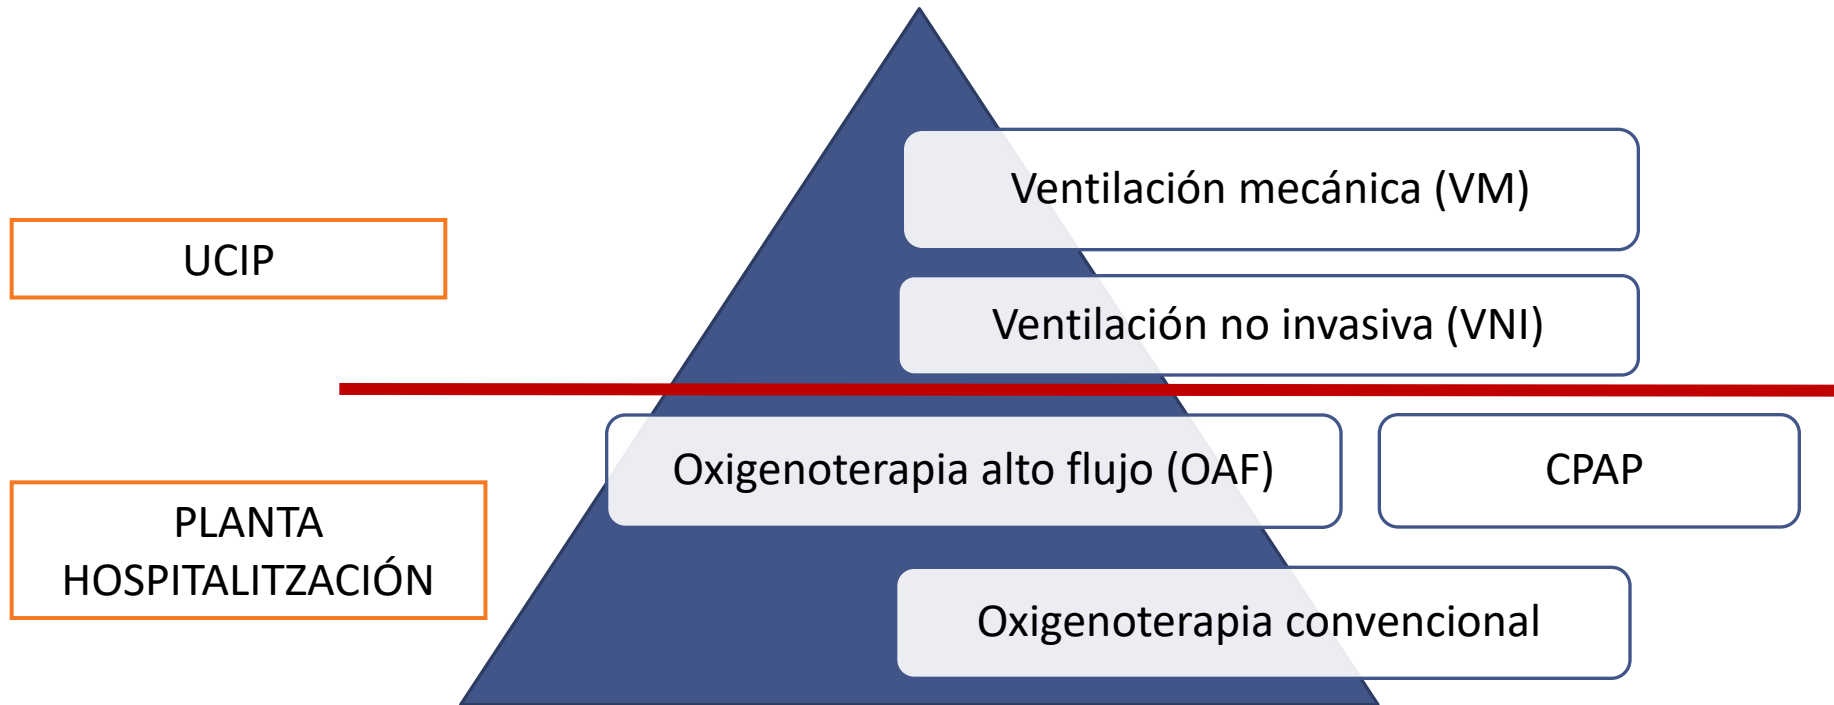 Ventilación mecánica (VM)
UCIP
Ventilación no invasiva (VNI)
Oxigenoterapia alto flujo (OAF)
CPAP
PLANTA
HOSPITALITZACIÓN
Oxigenoterapia convencional